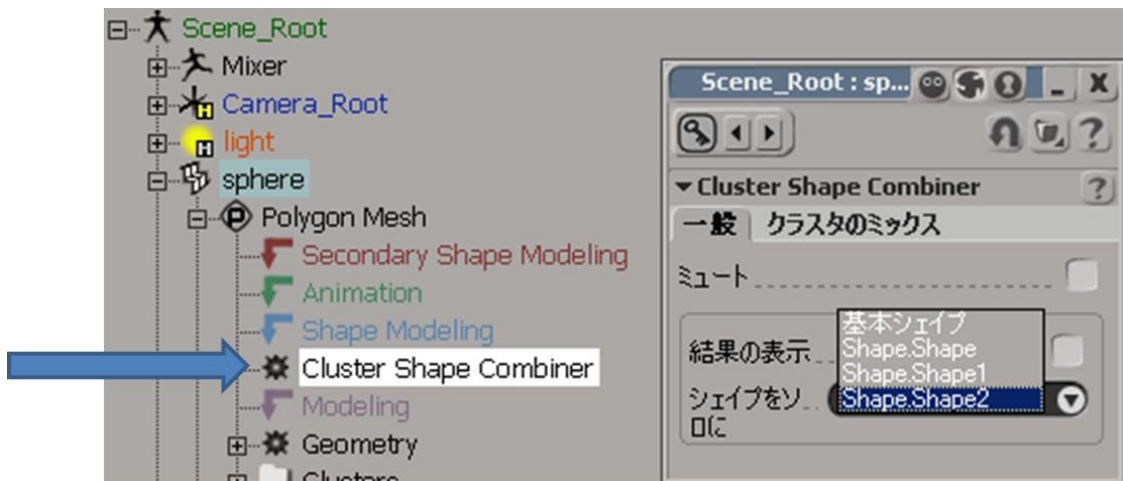 Scene_Root
Mixer
Camera_Root
light
sphere
Polygon Mesh
Secondary Shape Modeling
Animation
Shape Modeling
Cluster Shape Combiner
Modeling
Geometry
Clusters
Scene_Root : sp...
Cluster Shape Combiner
一般 クラスタのミックス
ミュート
結果の表示
シェイプをソ...
ロに
基本シェイプ
Shape.Shape
Shape.Shape1
Shape.Shape2